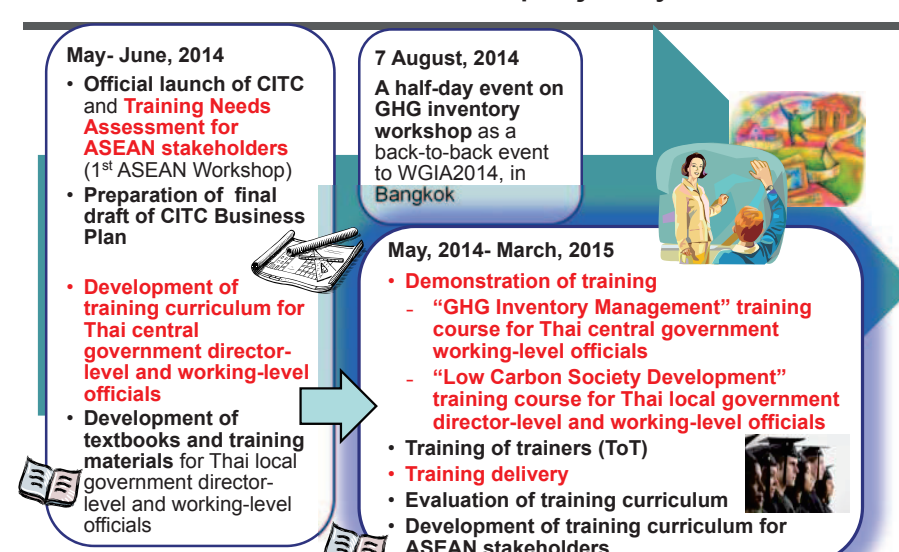 May- June, 2014
• Official launch of CITC
and Training Needs
Assessment for
ASEAN stakeholders
(1st ASEAN Workshop)
• Preparation of final
draft of CITC Business
Plan
• Development of
training curriculum for
Thai central
government director-
level and working-level
officials
• Development of
textbooks and training
materials for Thai local
government director-
level and working-level
officials
7 August, 2014
A half-day event on
GHG inventory
workshop as a
back-to-back event
to WGIA2014, in
Bangkok
May, 2014- March, 2015
• Demonstration of training
- “GHG Inventory Management” training
course for Thai central government
working-level officials
- “Low Carbon Society Development”
training course for Thai local government
director-level and working-level officials
• Training of trainers (ToT)
• Training delivery
• Evaluation of training curriculum
• Development of training curriculum for
ASEAN stakeholders